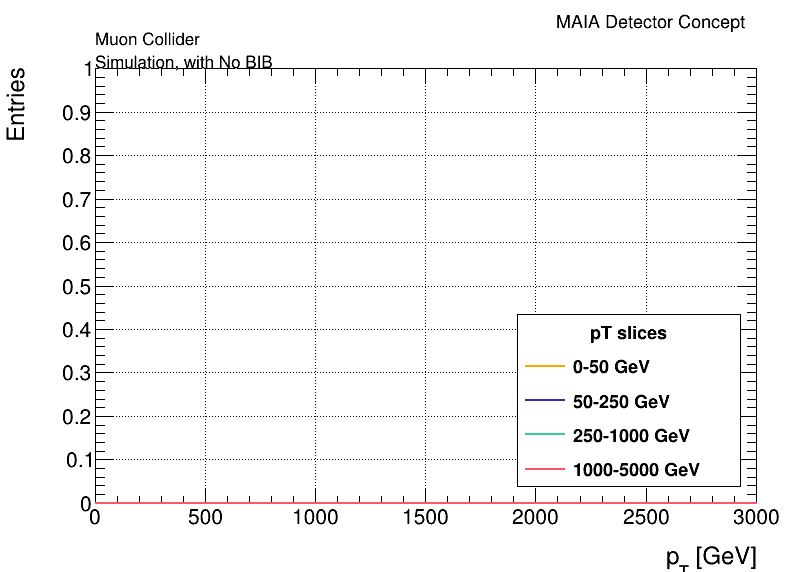 MAIA Detector Concept
Muon Collider
Simulation, with No BIB
Entries
1
0.9
0.8
0.7
0.6
0.5
0.4
0.3
0.2
0.1
0
pT slices
0-50 GeV
50-250 GeV
250-1000 GeV
1000-5000 GeV
0 500 1000 1500 2000 2500 3000
p_T [GeV]